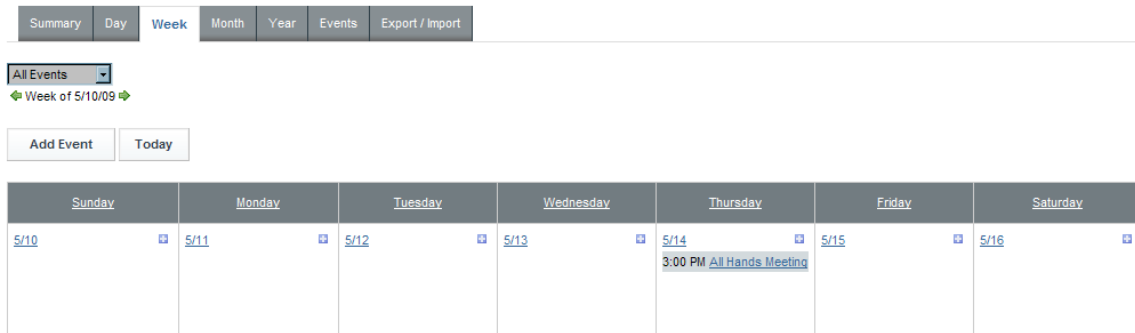 Summary Day Week Month Year Events Export / Import
All Events
Week of 5/10/09
Add Event Today
Sunday Monday Tuesday Wednesday Thursday Friday Saturday
5/10 5/11 5/12 5/13 5/14 5/15 5/16
3:00 PM All Hands Meeting